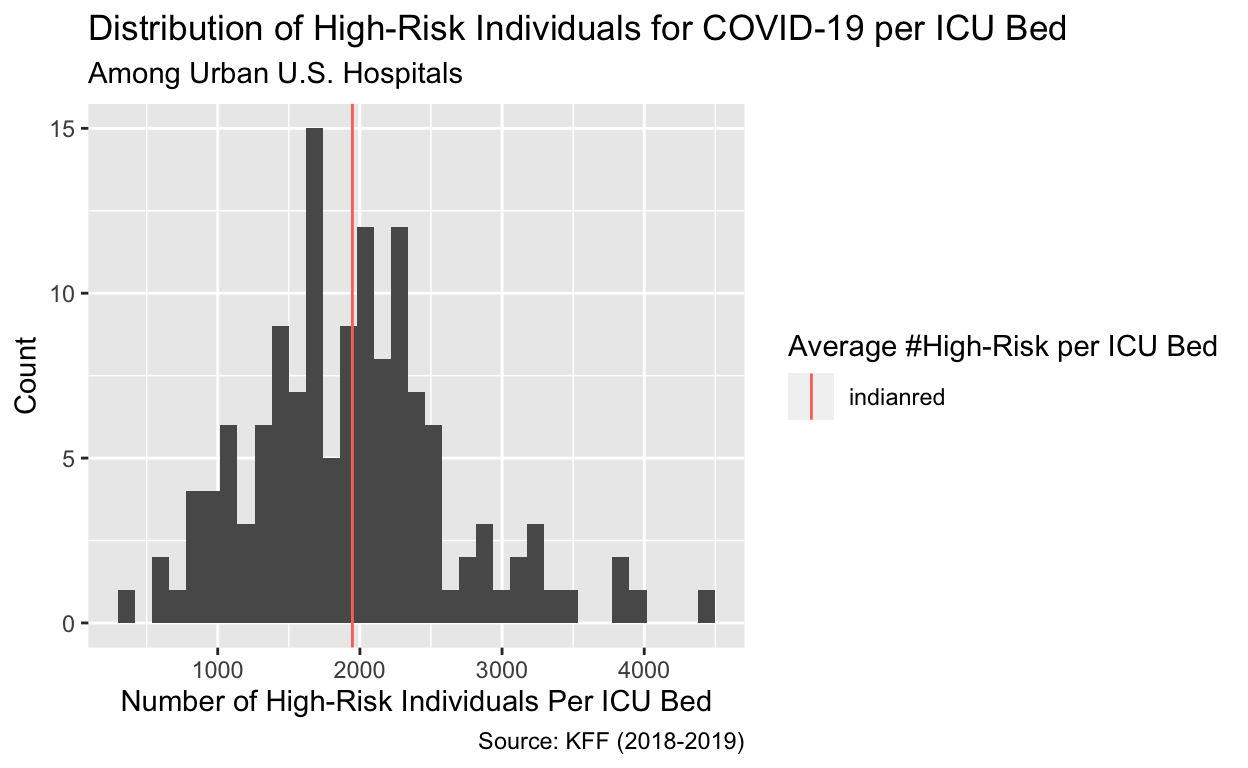 Distribution of High-Risk Individuals for COVID-19 per ICU Bed
Among Urban U.S. Hospitals
15
10
5
0
Count
1000 2000 3000 4000
Number of High-Risk Individuals Per ICU Bed
Source: KFF (2018-2019)
Average #High-Risk per ICU Bed
indianred